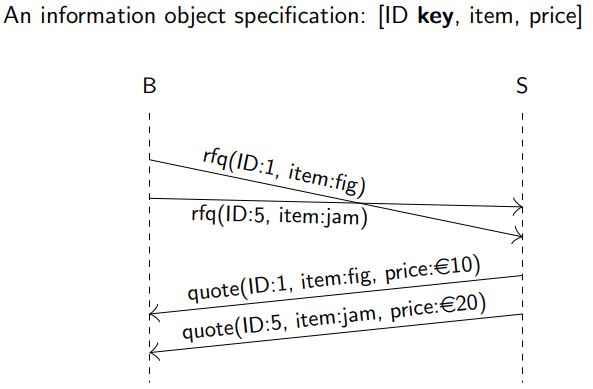 An information object specification: [ID key, item, price]
B
S
rfq(ID:1, item:fig)
rfq(ID:5, item:jam)
quote(ID:1, item:fig, price:€10)
quote(ID:5, item:jam, price:€20)